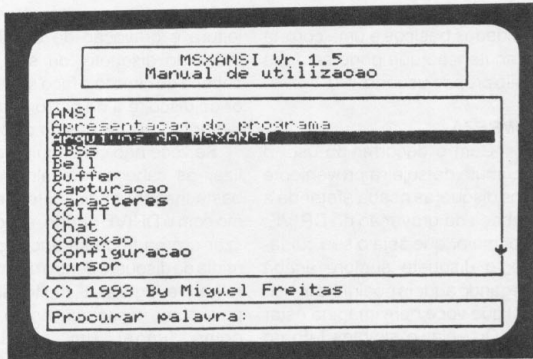 MSXANSI Vr.1.5
Manual de utilizaoao
ANSI
Apresentacao do programa
Arquivos do MSXANSI
BBSs
Bell
Buffer
Capturacao
Caracteres
CCITT
Chat
Conexao
Configuracao
Cursor
(C) 1993 By Miguel Freitas
Procurar palavra: